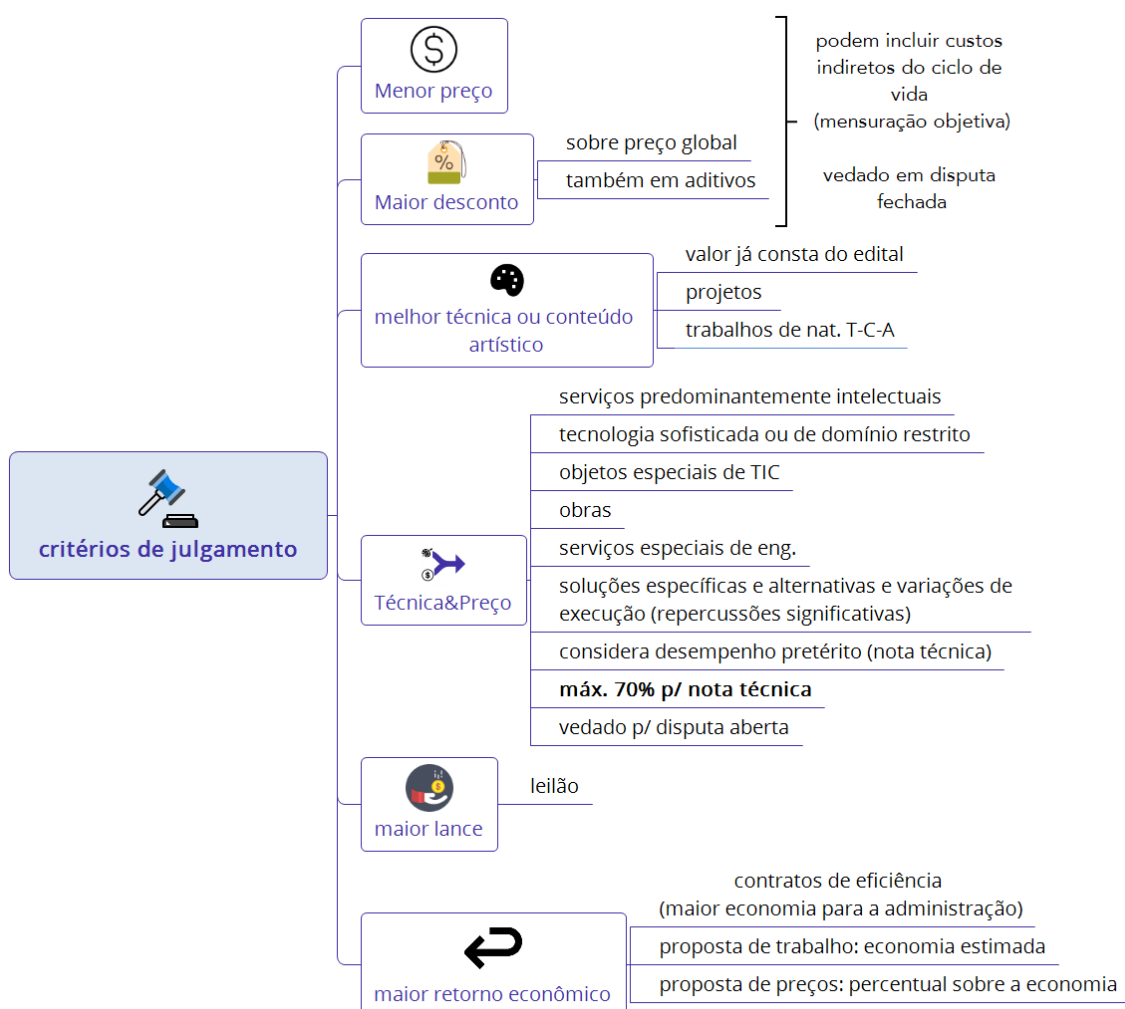 Menor preço
Maior desconto
sobre preço global
também em aditivos
podem incluir custos
indiretos do ciclo de
vida
(mensuração objetiva)
vedado em disputa
fechada
melhor técnica ou conteúdo
artístico
valor já consta do edital
projetos
trabalhos de nat. T-C-A
critérios de julgamento
Técnica&Preço
serviços predominantemente intelectuais
tecnologia sofisticada ou de domínio restrito
objetos especiais de TIC
obras
serviços especiais de eng.
soluções específicas e alternativas e variações de
execução (repercussões significativas)
considera desempenho pretérito (nota técnica)
máx. 70% p/ nota técnica
vedado p/ disputa aberta
maior lance
leilão
maior retorno econômico
contratos de eficiência
(maior economia para a administração)
proposta de trabalho: economia estimada
proposta de preços: percentual sobre a economia